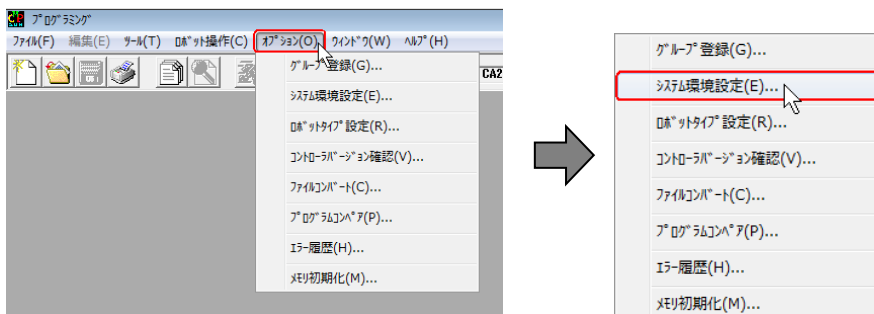 プログラミング
ファイル(F) 編集(E) ツール(T) ロボット操作(C) オプション(O) ウィンドウ(W) ヘルプ(H)
CA2
グループ登録(G)...
システム環境設定(E)...
ロボットタイプ設定(R)...
コントローラバージョン確認(V)...
ファイルコンバート(C)...
プログラムコンペア(P)...
エラー履歴(H)...
メモリ初期化(M)...
グループ登録(G)...
システム環境設定(E)...
ロボットタイプ設定(R)...
コントローラバージョン確認(V)...
ファイルコンバート(C)...
プログラムコンペア(P)...
エラー履歴(H)...
メモリ初期化(M)...